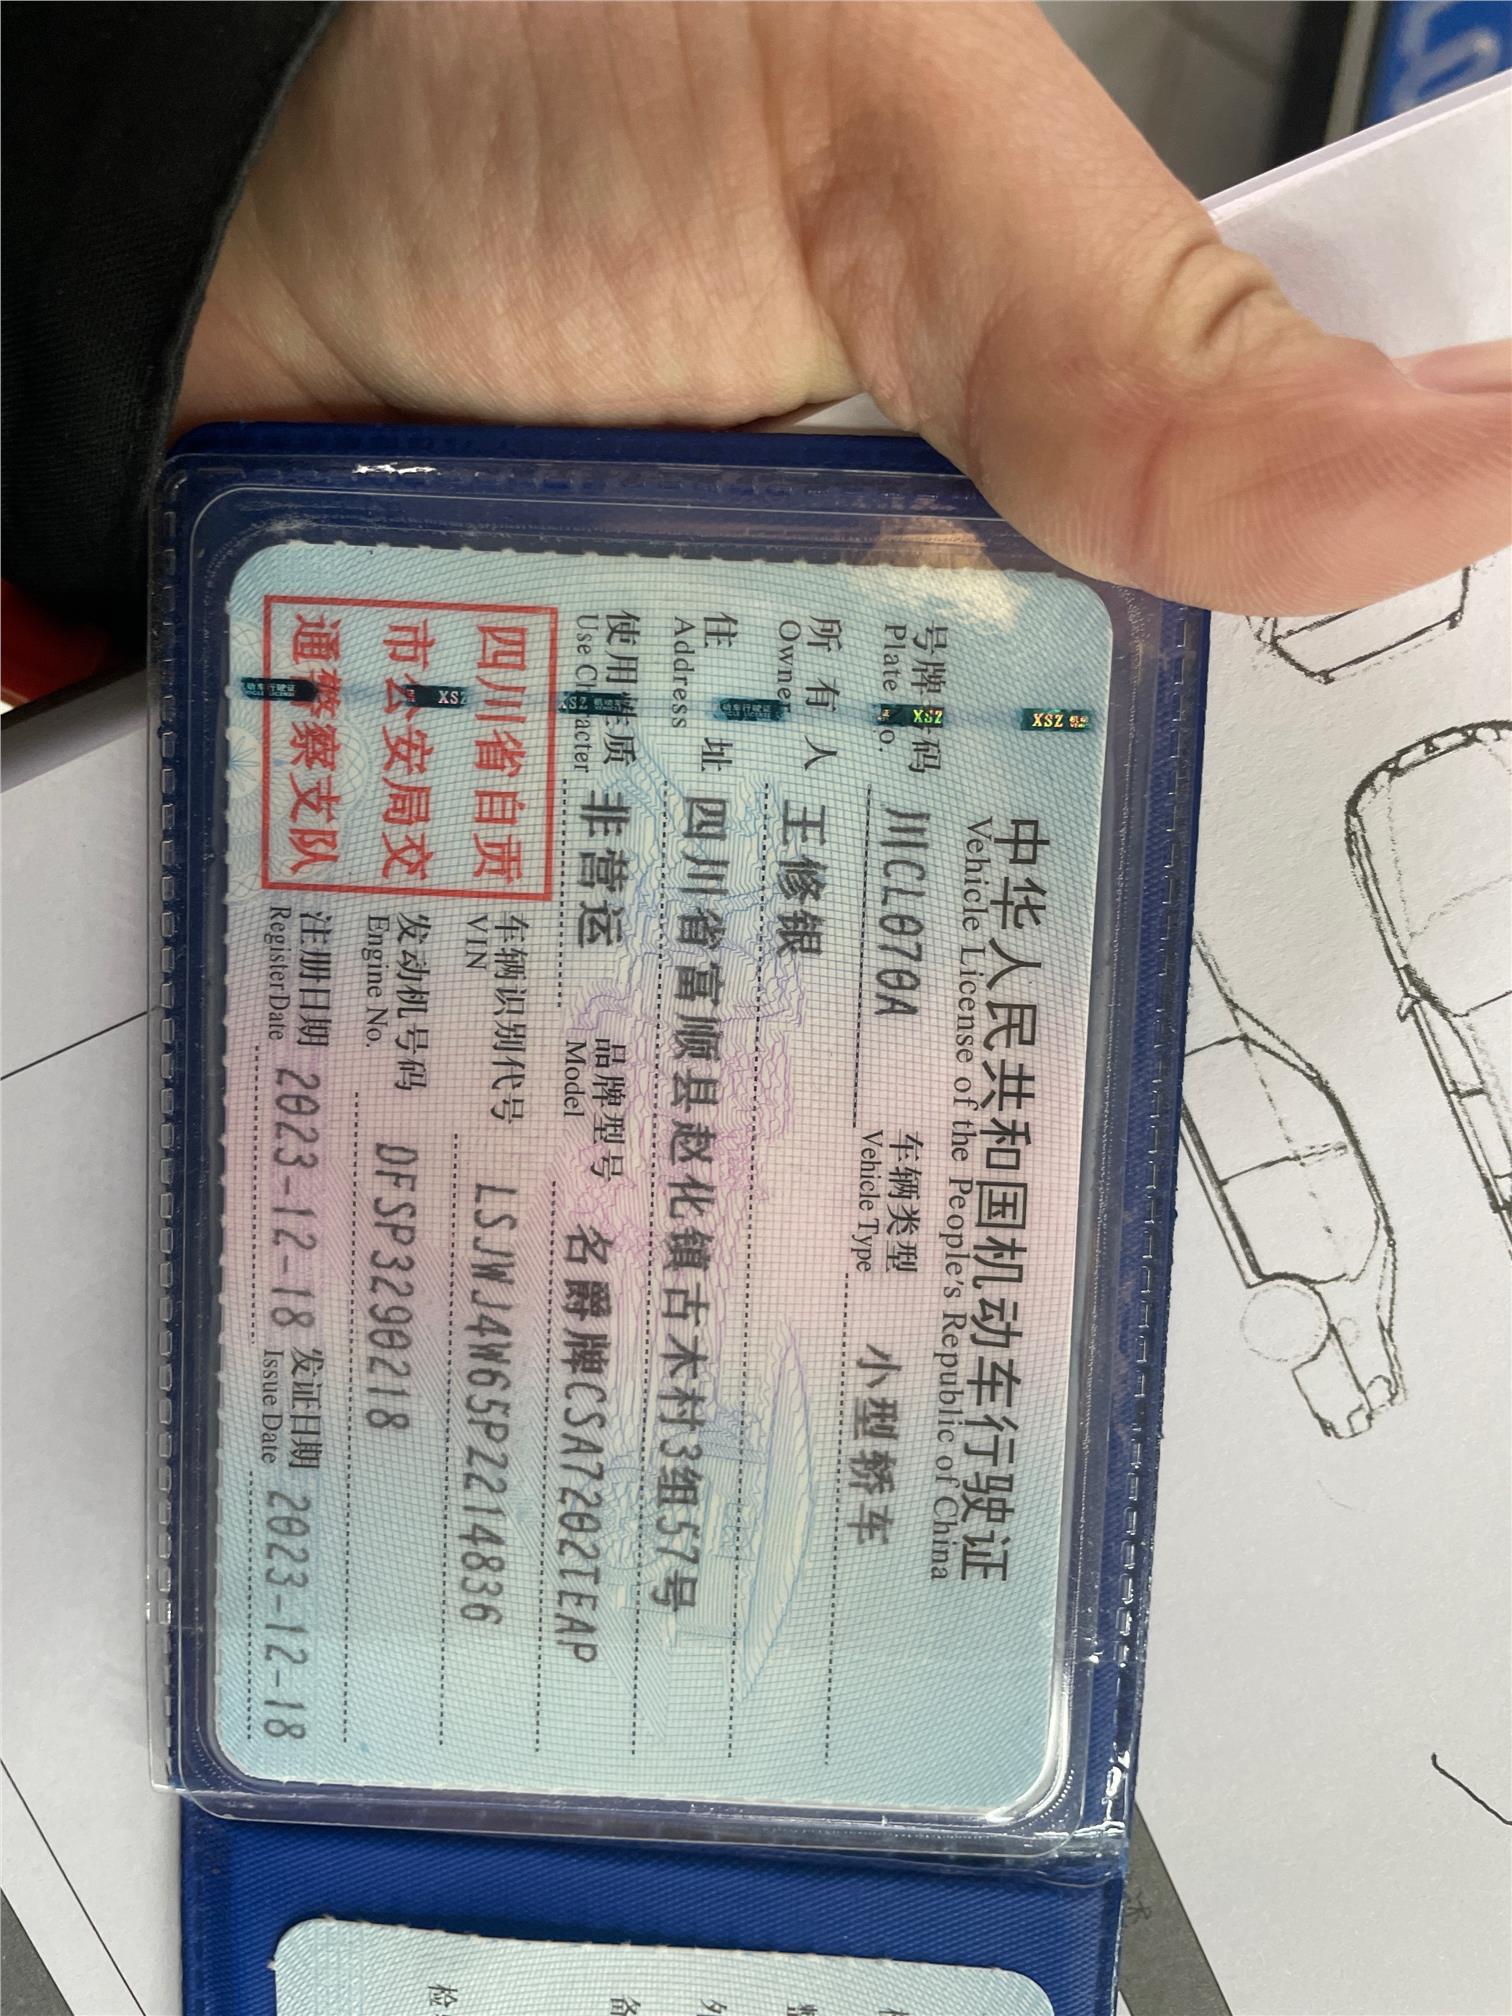 中华人民共和国机动车行驶证
Vehicle License of the People's Republic of China
号牌号码 川CL070A 车辆类型 小型轿车
Plate No. Vehicle Type
所有人 王修银
Owner
住址 四川省富顺县赵化镇古木村3组57号
Address
使用性质 非营运 品牌型号 名爵牌CSA7202TEAP
Use Character Model
四川省自贡
市公安局交
通警察支队
车辆识别代号 LSJWJ4W65P2214836
VIN
发动机号码 DFSP3290218
Engine No.
注册日期 2023-12-18 发证日期 2023-12-18
Register Date Issue Date
XSZ
XSZ
XSZ
XSZ